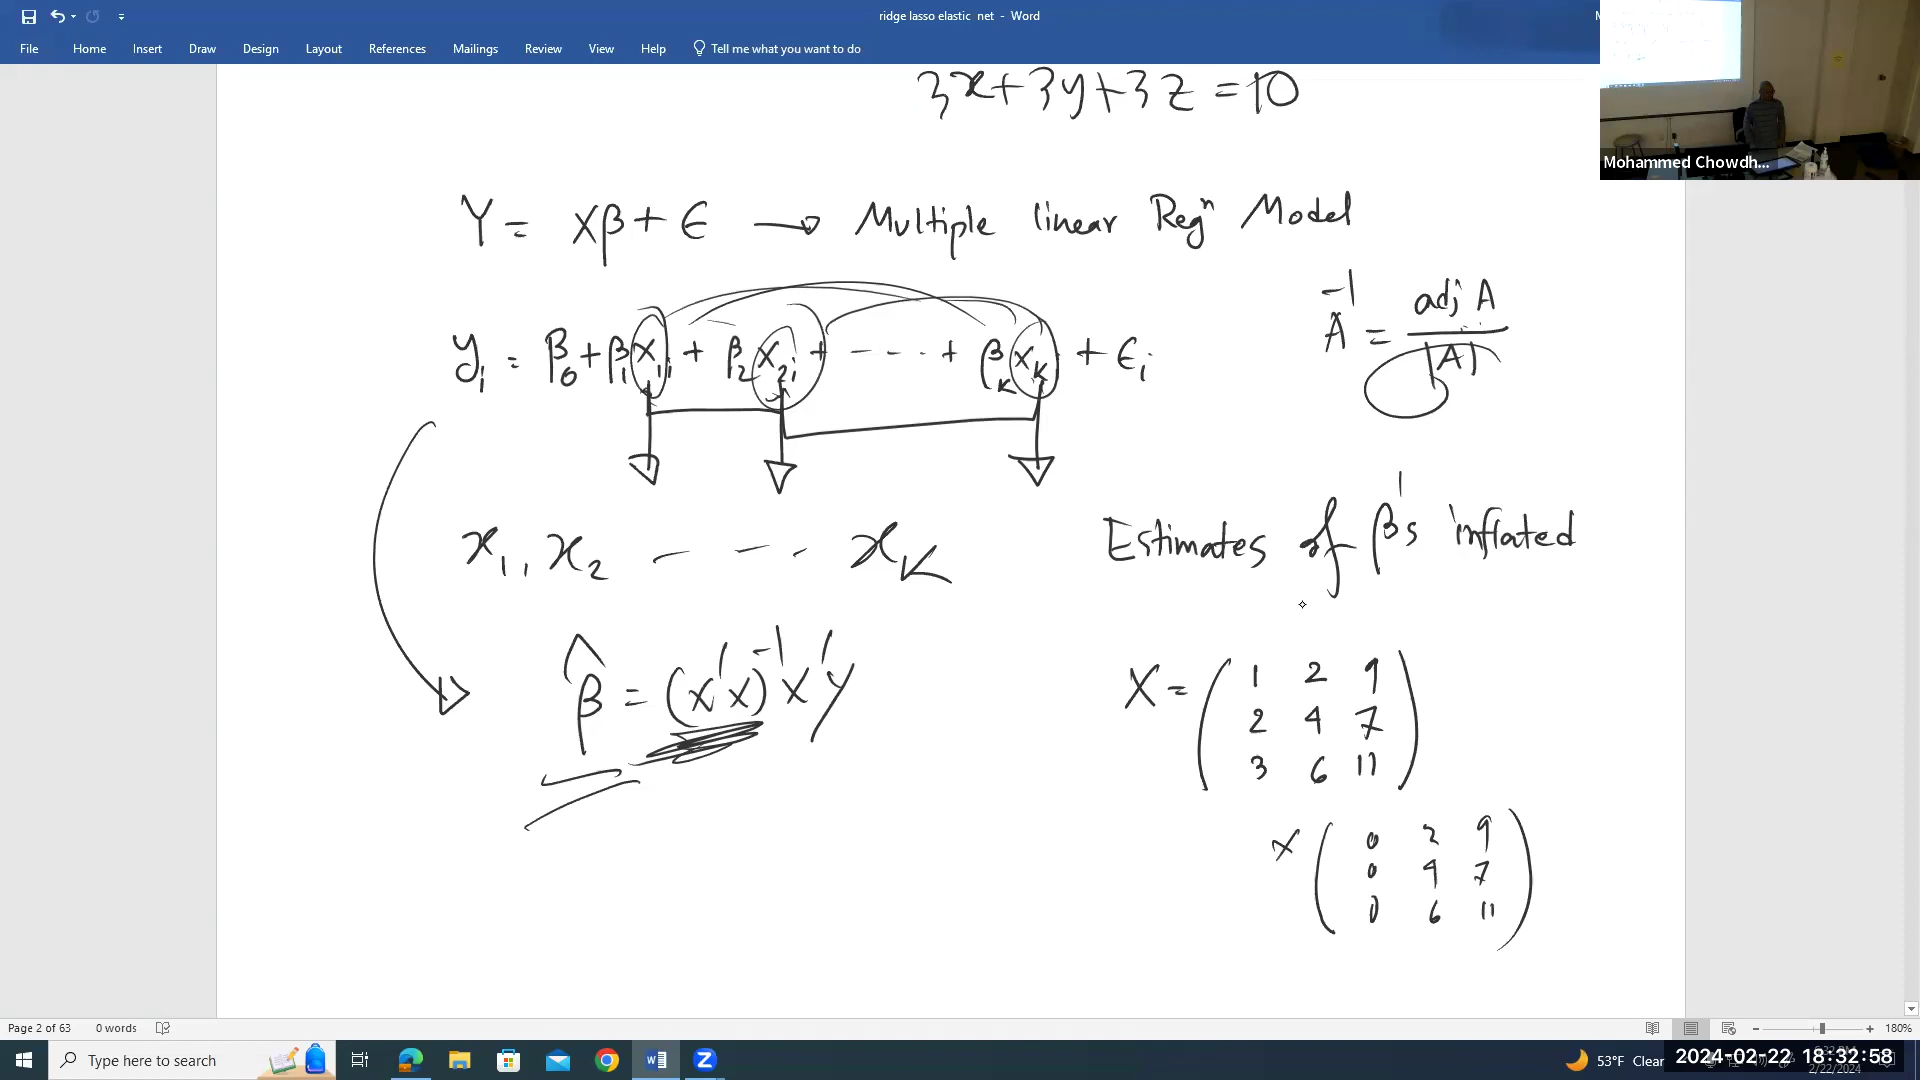 ridge lasso elastic net - Word
File Home Insert Draw Design Layout References Mailings Review View Help Tell me what you want to do
Mohammed Chowdh...
3x+3y+3z =10
Y = Xβ + ϵ → Multiple linear Regⁿ Model
A⁻¹ = adj A / |A|
yᵢ = β₀ + β₁x₁ᵢ + β₂x₂ᵢ + ---- + βₖxₖ + ϵᵢ
Estimates of β's inflated
x₁, x₂ --- xₖ
β̂ = (x'x)⁻¹x'y
X = ( 1 2 9
2 4 7
3 6 11 )
X ( 0 2 9
0 4 7
0 6 11 )
Page 2 of 63 0 words 180%
Type here to search
53°F Clear
2024-02-22 18:32:58
2/22/2024